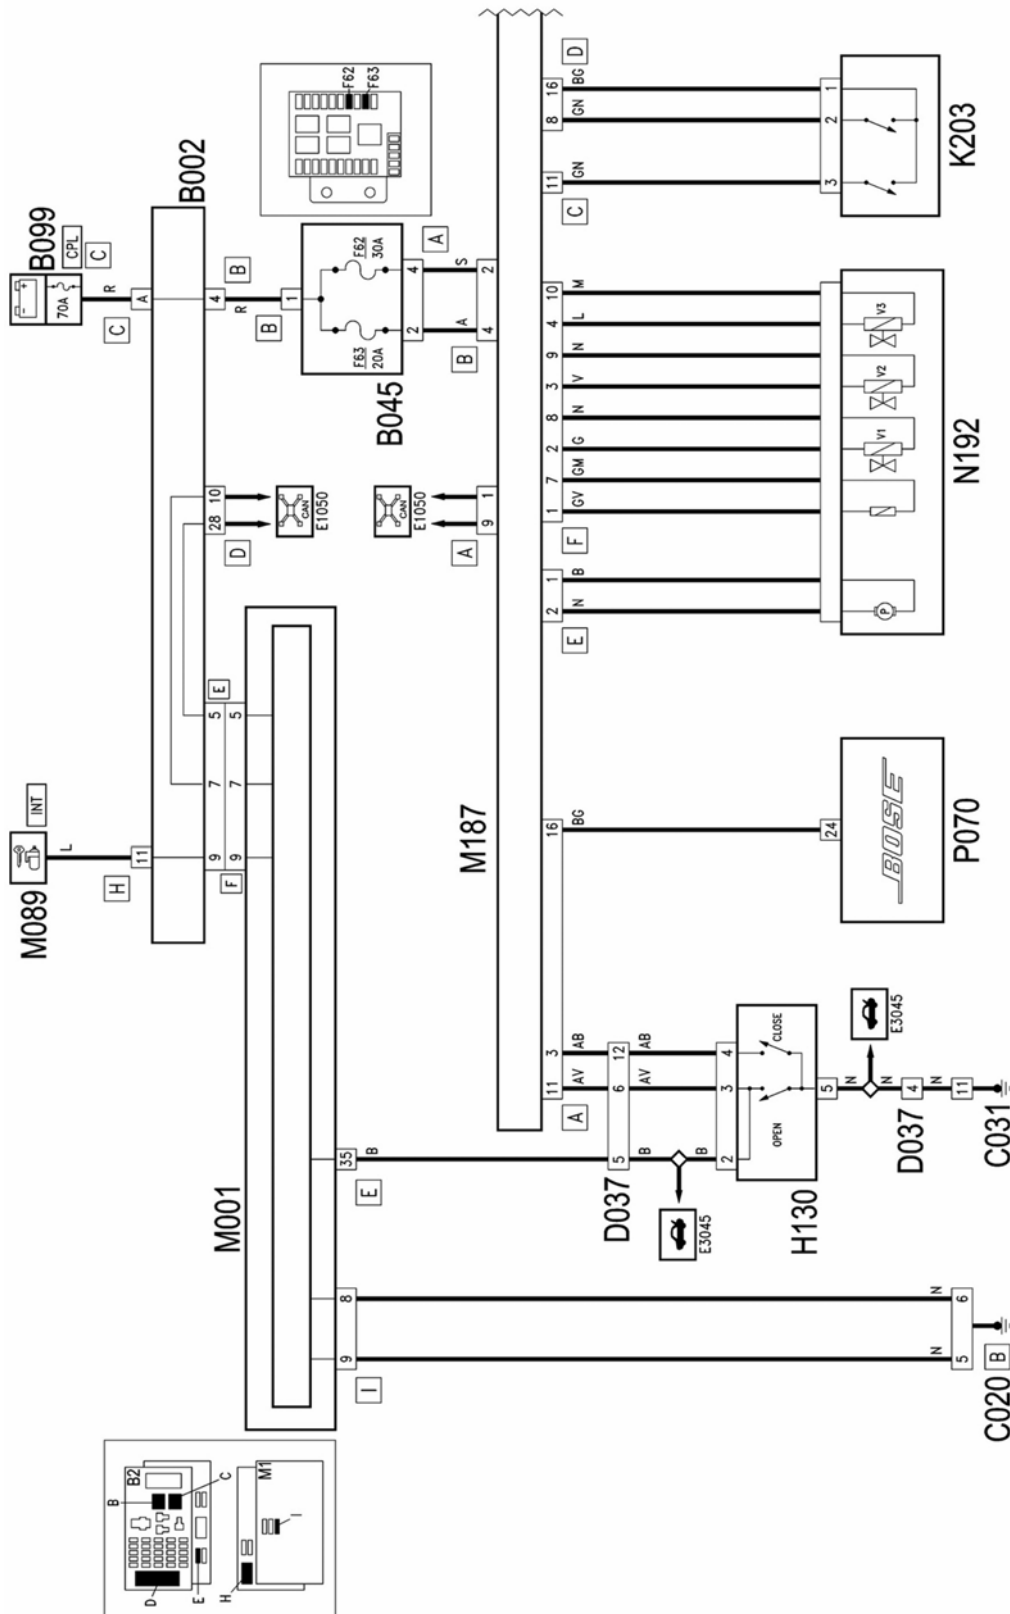 B
D
E
H
B2
C
I
M1
M089
INT
B099
CPL
C
70A
L
R
H
11
C
A
B002
9
7
5
28
10
4
F
9
7
5
E
D
R
B
E1050
CAN
M001
B
1
F62
F63
F63
20A
F62
30A
B045
2
4
A
9
8
35
I
E
B
E1050
CAN
A
S
A
B
A
9
1
4
2
M187
11
3
16
2
1
1
7
2
8
3
9
4
10
11
8
16
A
E
F
C
D
AV
AB
BG
N
B
GV
GM
G
N
V
N
L
M
GN
GN
BG
D037
5
6
12
B
AV
AB
E3045
B
2
3
4
OPEN
CLOSE
H130
5
24
3
2
1
N
E3045
N
BOSE
P
V1
V2
V3
D037
4
N
N
N
5
6
11
P070
N192
K203
C020
B
C031